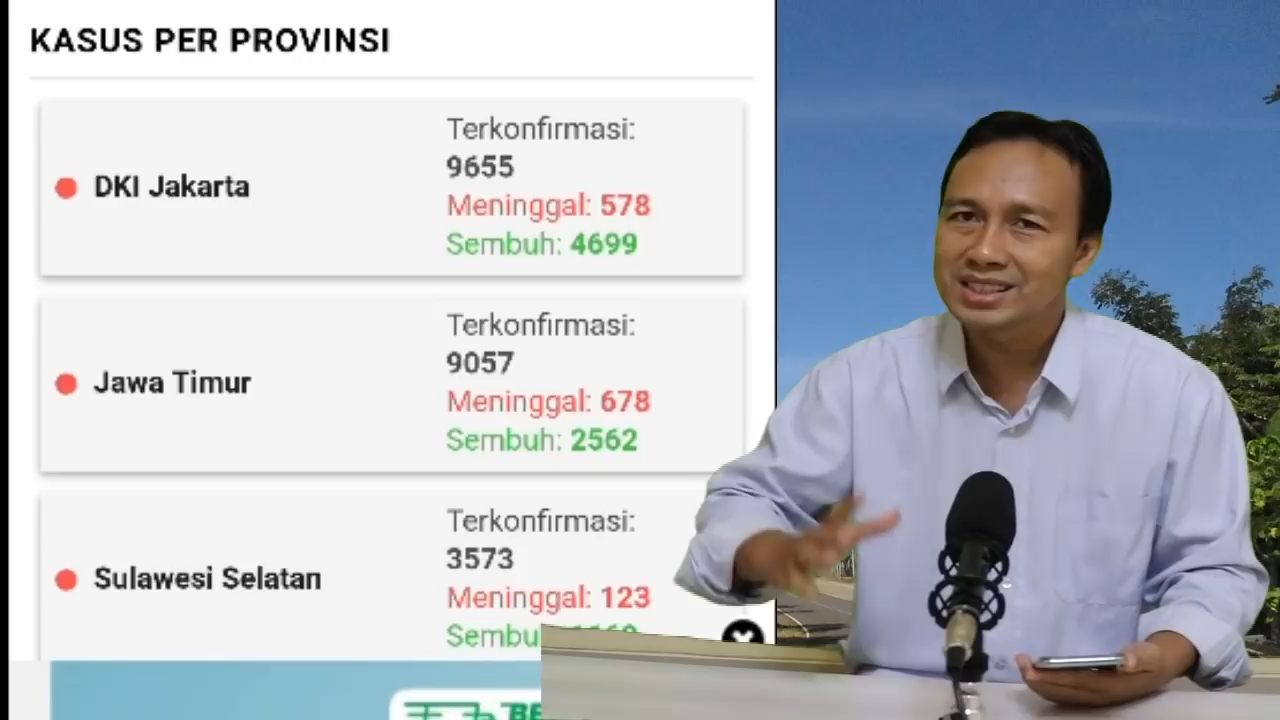 KASUS PER PROVINSI
Terkonfirmasi:
9655
DKI Jakarta
Meninggal: 578
Sembuh: 4699
Terkonfirmasi:
9057
Jawa Timur
Meninggal: 678
Sembuh: 2562
Terkonfirmasi:
3573
Sulawesi Selatan
Meninggal: 123